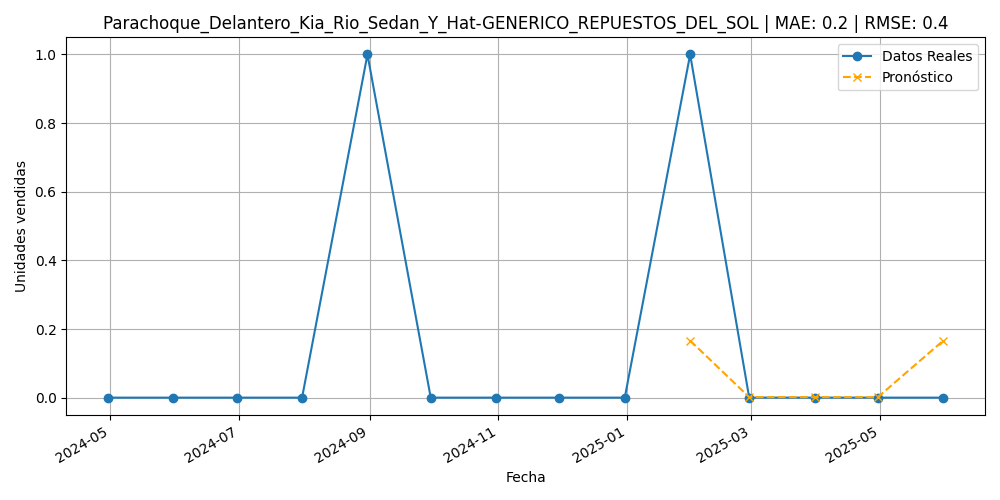 Parachoque_Delantero_Kia_Rio_Sedan_Y_Hat-GENERICO_REPUESTOS_DEL_SOL | MAE: 0.2 | RMSE: 0.4
Datos Reales
Pronóstico
Unidades vendidas
1.0
0.8
0.6
0.4
0.2
0.0
2024-05
2024-07
2024-09
2024-11
2025-01
2025-03
2025-05
Fecha